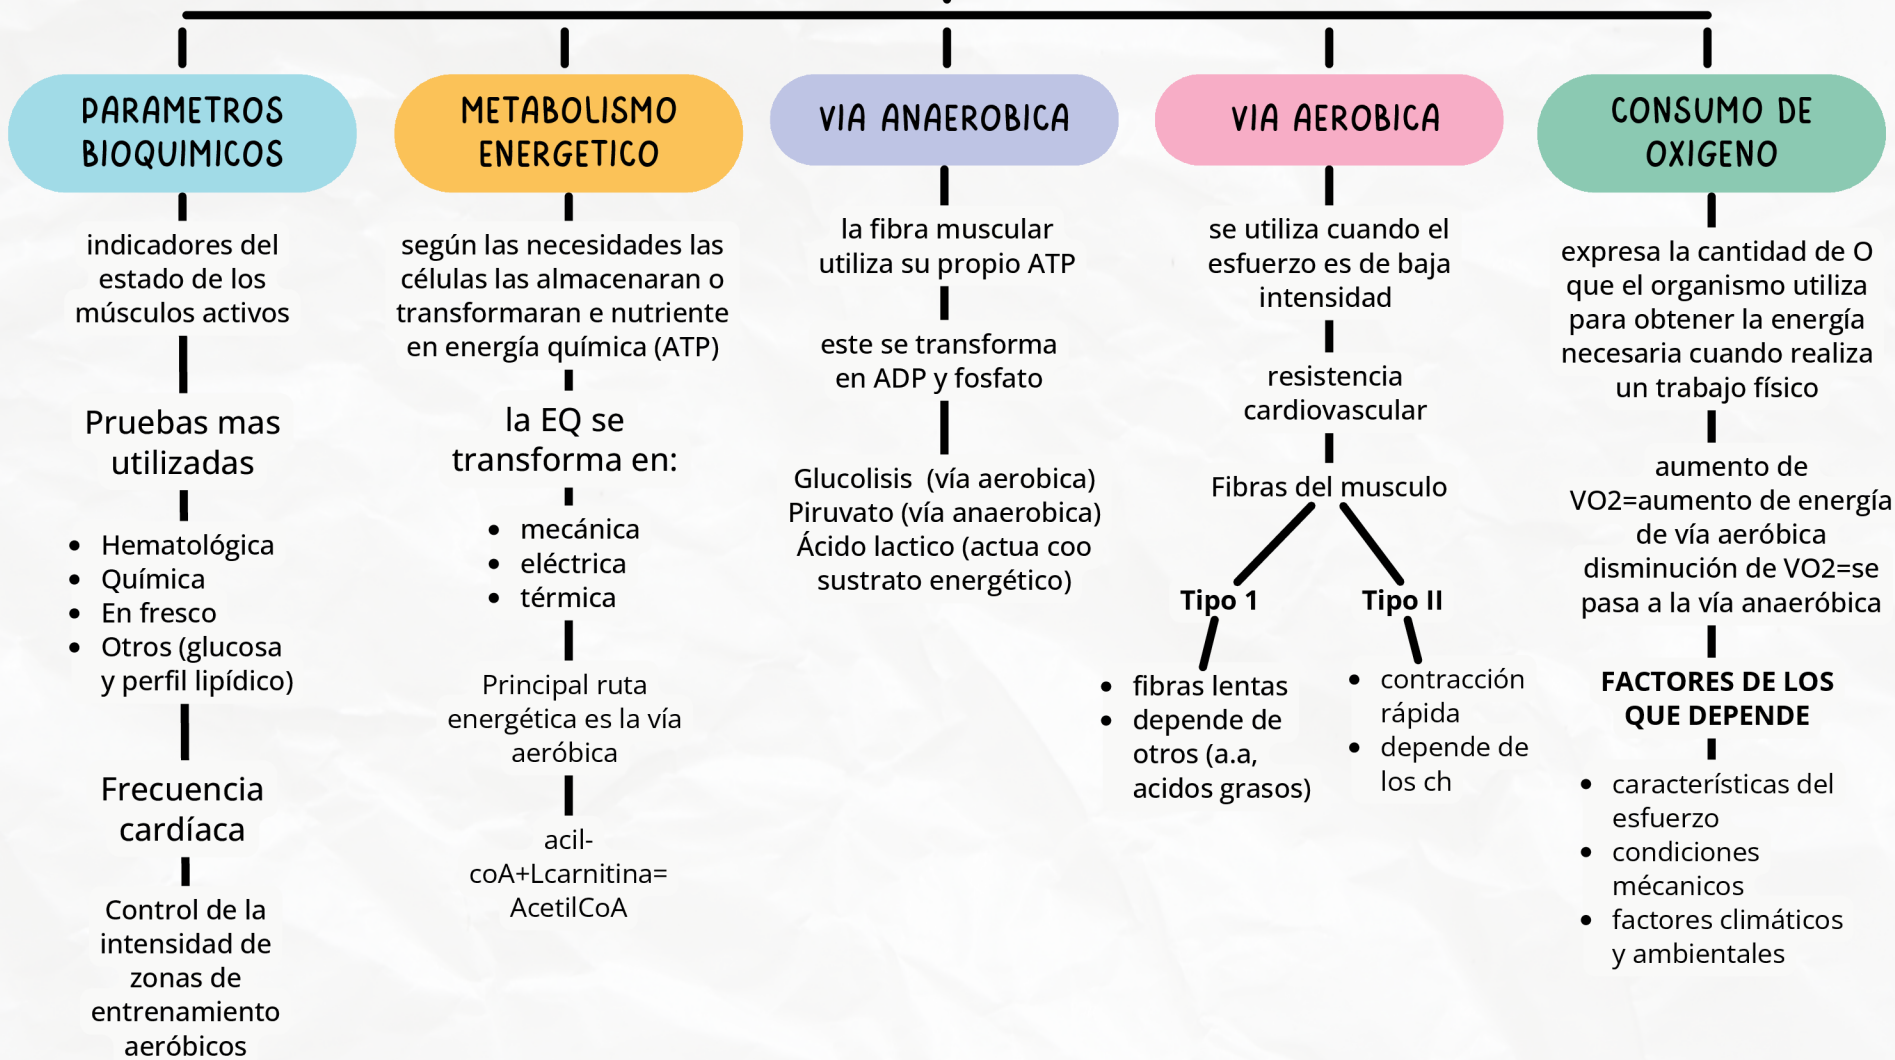 PARAMETROS
BIOQUIMICOS
indicadores del
estado de los
músculos activos
Pruebas mas
utilizadas
• Hematológica
• Química
• En fresco
• Otros (glucosa
y perfil lipídico)
Frecuencia
cardíaca
Control de la
intensidad de
zonas de
entrenamiento
aeróbicos
METABOLISMO
ENERGETICO
según las necesidades las
células las almacenaran o
transformaran e nutriente
en energía química (ATP)
la EQ se
transforma en:
• mecánica
• eléctrica
• térmica
Principal ruta
energética es la vía
aeróbica
acil-
coA+Lcarnitina=
AcetilCoA
VIA ANAEROBICA
la fibra muscular
utiliza su propio ATP
este se transforma
en ADP y fosfato
Glucolisis (vía aerobica)
Piruvato (vía anaerobica)
Ácido lactico (actua coo
sustrato energético)
VIA AEROBICA
se utiliza cuando el
esfuerzo es de baja
intensidad
resistencia
cardiovascular
Fibras del musculo
Tipo 1
• fibras lentas
• depende de
otros (a.a,
acidos grasos)
Tipo II
• contracción
rápida
• depende de
los ch
CONSUMO DE
OXIGENO
expresa la cantidad de O
que el organismo utiliza
para obtener la energía
necesaria cuando realiza
un trabajo físico
aumento de
VO2=aumento de energía
de vía aeróbica
disminución de VO2=se
pasa a la vía anaeróbica
FACTORES DE LOS
QUE DEPENDE
• características del
esfuerzo
• condiciones
mécanicos
• factores climáticos
y ambientales